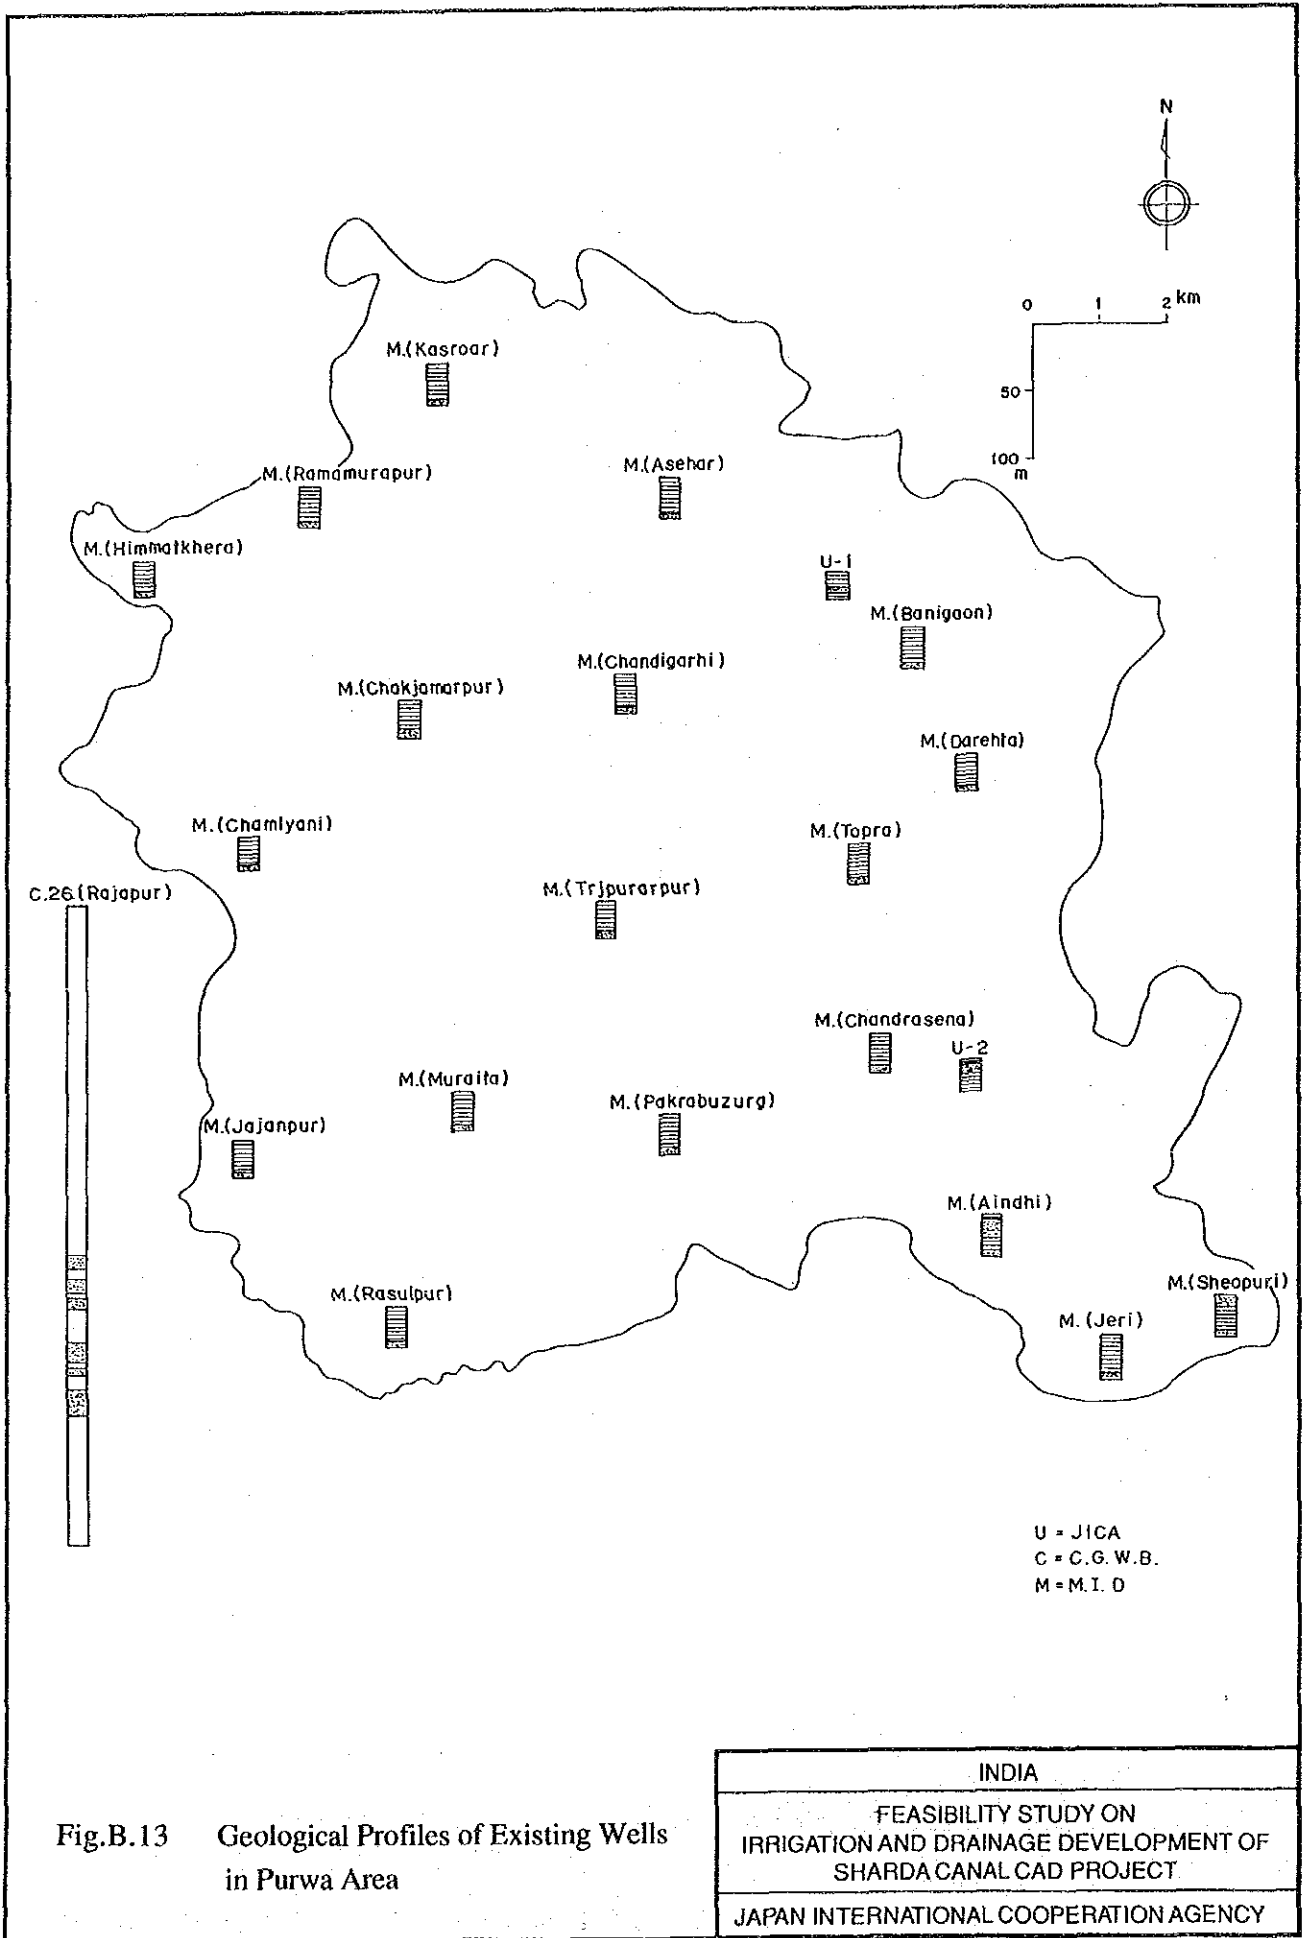 N
0 1 2 km
50
100
m
M.(Kasroar)
M.(Ramamurapur)
M.(Asehar)
M.(Himmatkhera)
U-1
M.(Banigaon)
M.(Chandigarhi)
M.(Chakjamarpur)
M.(Darehta)
M.(Chamiyani)
M.(Topra)
C.26.(Rajapur)
M.(Tripurarpur)
M.(Chandrasena)
U-2
M.(Muraita)
M.(Pakrabuzurg)
M.(Jajanpur)
M.(Aindhi)
M.(Sheopuri)
M.(Rasulpur)
M. (Jeri)
U = JICA
C = C.G.W.B.
M = M.I.D
INDIA
FEASIBILITY STUDY ON
IRRIGATION AND DRAINAGE DEVELOPMENT OF
SHARDA CANAL CAD PROJECT
JAPAN INTERNATIONAL COOPERATION AGENCY
Fig.B.13 Geological Profiles of Existing Wells
in Purwa Area